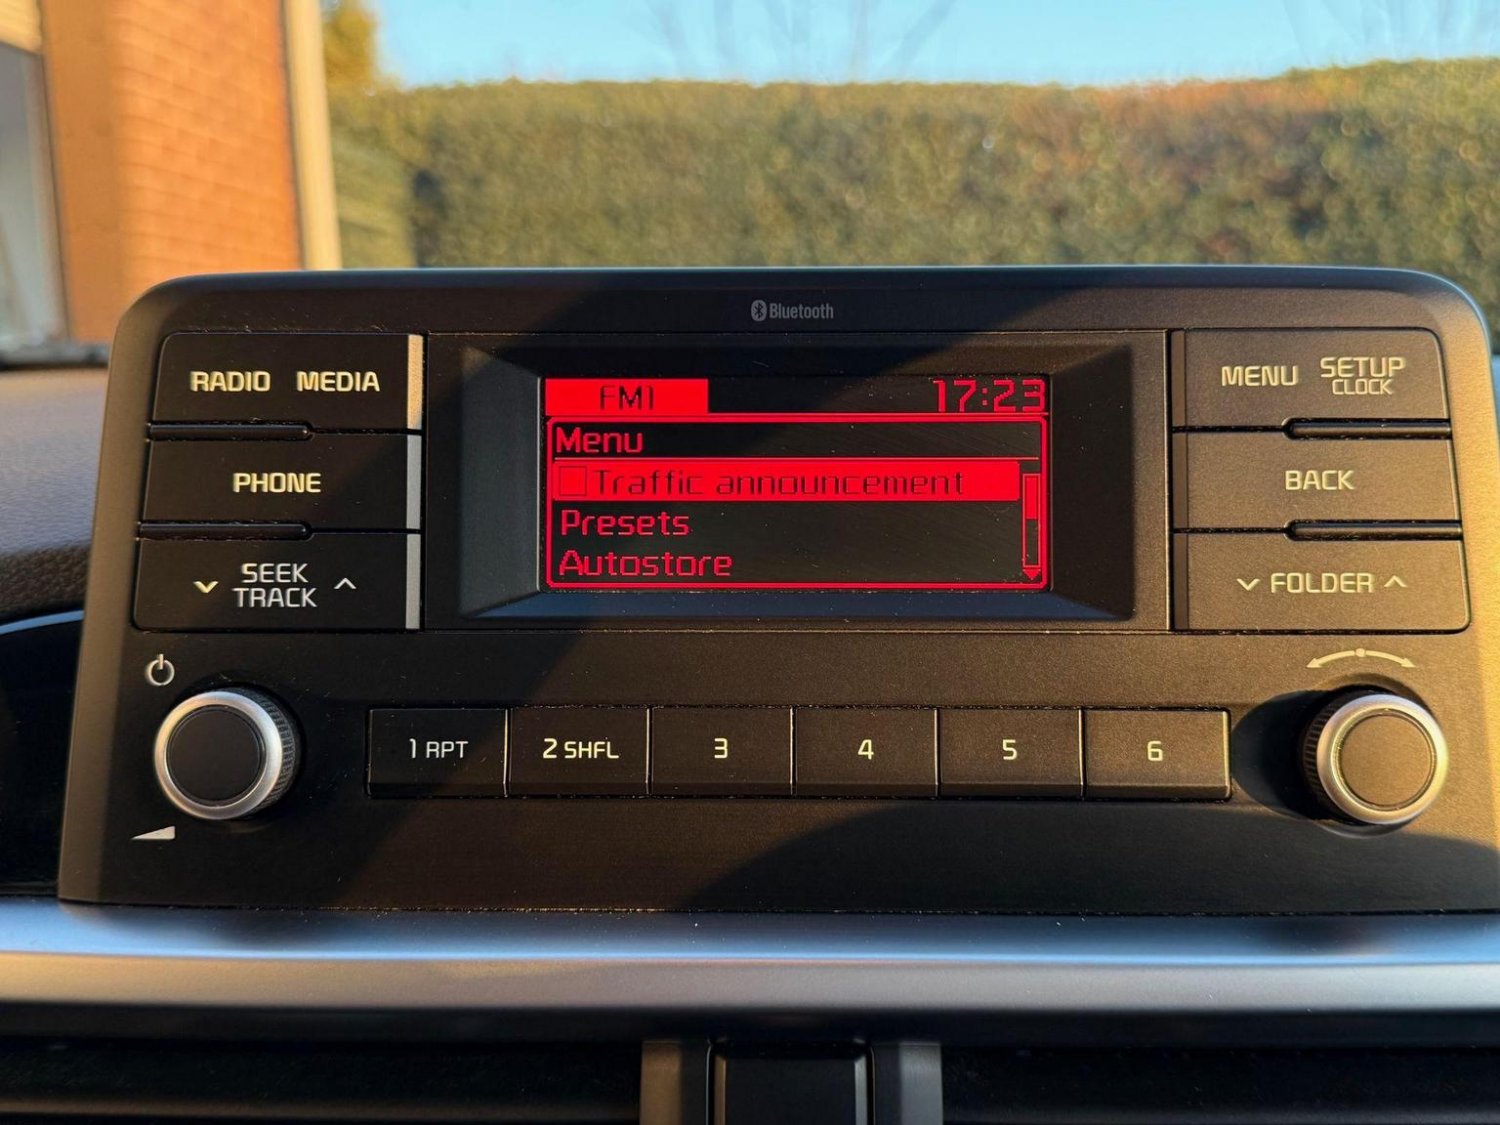 Bluetooth
RADIO MEDIA
PHONE
SEEK
TRACK
FM1 17:23
Menu
Traffic announcement
Presets
Autostore
MENU SETUP
CLOCK
BACK
FOLDER
1 RPT 2 SHFL 3 4 5 6